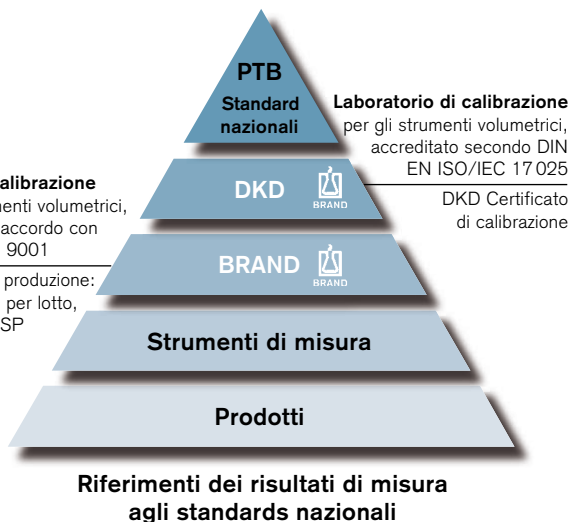 PTB
Standard
nazionali
Laboratorio di calibrazione
per gli strumenti volumetrici,
accreditato secondo DIN
EN ISO/IEC 17 025
DKD Certificato
di calibrazione
DKD
BRAND
alibrazione
enti volumetrici,
accordo con
9001
produzione:
per lotto,
SP
BRAND
BRAND
Strumenti di misura
Prodotti
Riferimenti dei risultati di misura
agli standards nazionali